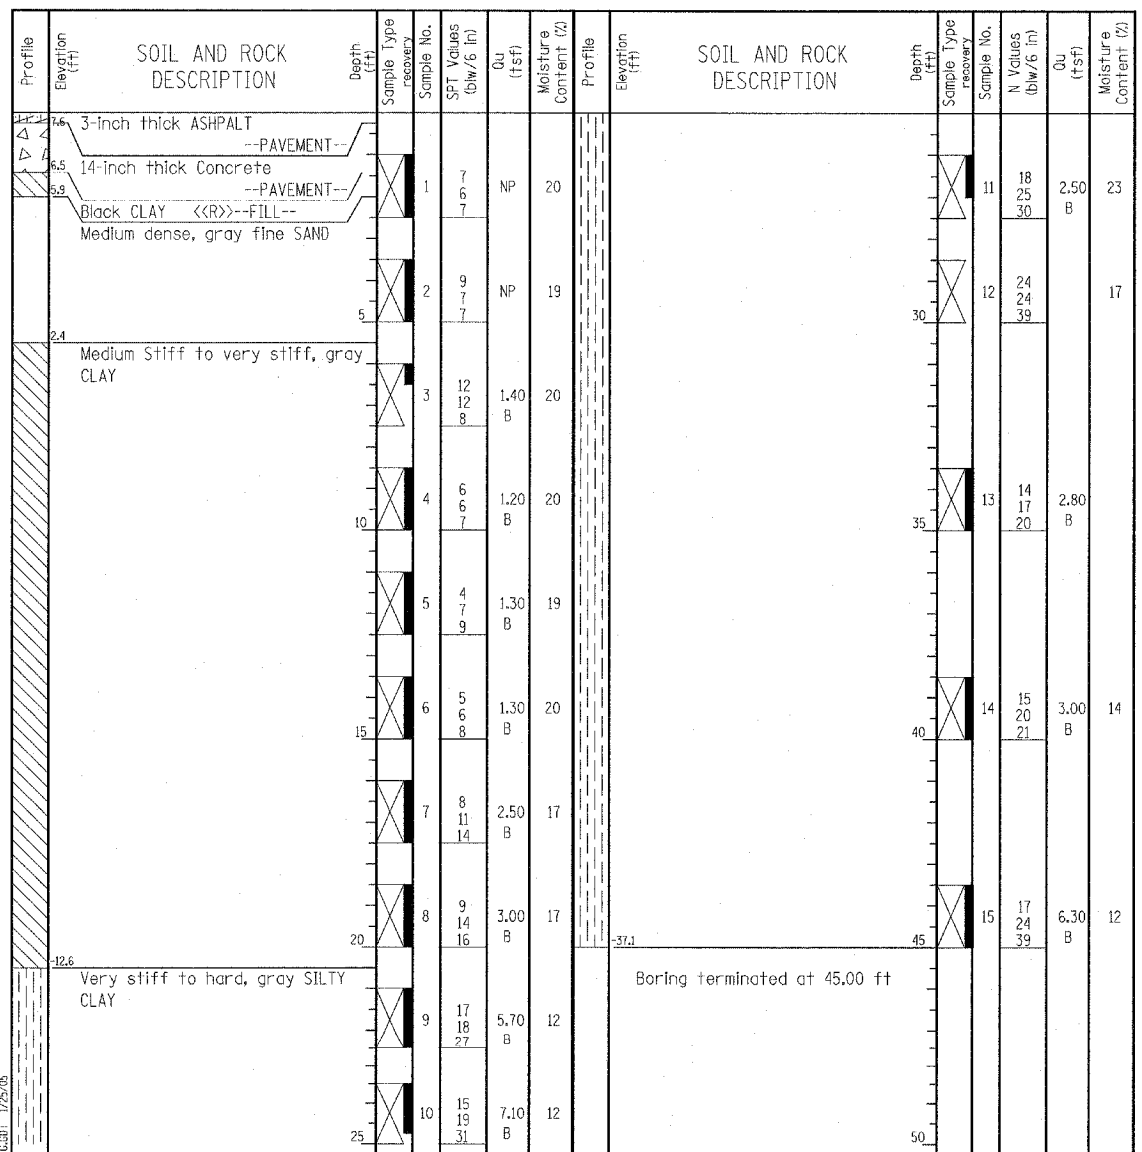 Profile
Elevation (ft)
SOIL AND ROCK
DESCRIPTION
Depth (ft)
Sample Type
recovery
Sample No.
SPT Values (blw/6 in)
Qu (tsf)
Moisture Content (%)
Profile
Elevation (ft)
SOIL AND ROCK
DESCRIPTION
Depth (ft)
Sample Type
recovery
Sample No.
N Values (blw/6 in)
Qu (tsf)
Moisture Content (%)
7.6 3-inch thick ASHPALT
--PAVEMENT--
6.5 14-inch thick Concrete
--PAVEMENT--
5.9
Black CLAY <<R>>--FILL--
Medium dense, gray fine SAND
1 7 6 7 NP 20
2 9 7 7 NP 19
5
2.4
Medium Stiff to very stiff, gray
CLAY
3 12 12 8 1.40 B 20
4 6 6 7 1.20 B 20
10
5 4 7 9 1.30 B 19
6 5 6 8 1.30 B 20
15
7 8 11 14 2.50 B 17
8 9 14 16 3.00 B 17
20
-12.6
Very stiff to hard, gray SILTY
CLAY
9 17 18 27 5.70 B 12
10 15 19 31 7.10 B 12
25
11 18 25 30 2.50 B 23
12 24 24 39 17
30
13 14 17 20 2.80 B
35
14 15 20 21 3.00 B 14
40
15 17 24 39 6.30 B 12
-37.1 45
Boring terminated at 45.00 ft
50
1/25/05